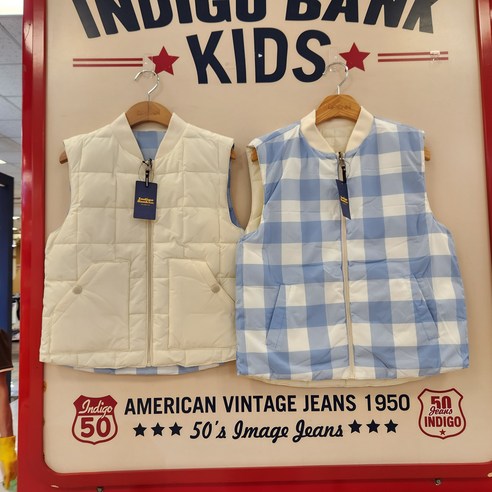 INDIGO BANK
KIDS
Indigo
50
AMERICAN VINTAGE JEANS 1950
50's Image Jeans
50
Jeans
INDIGO